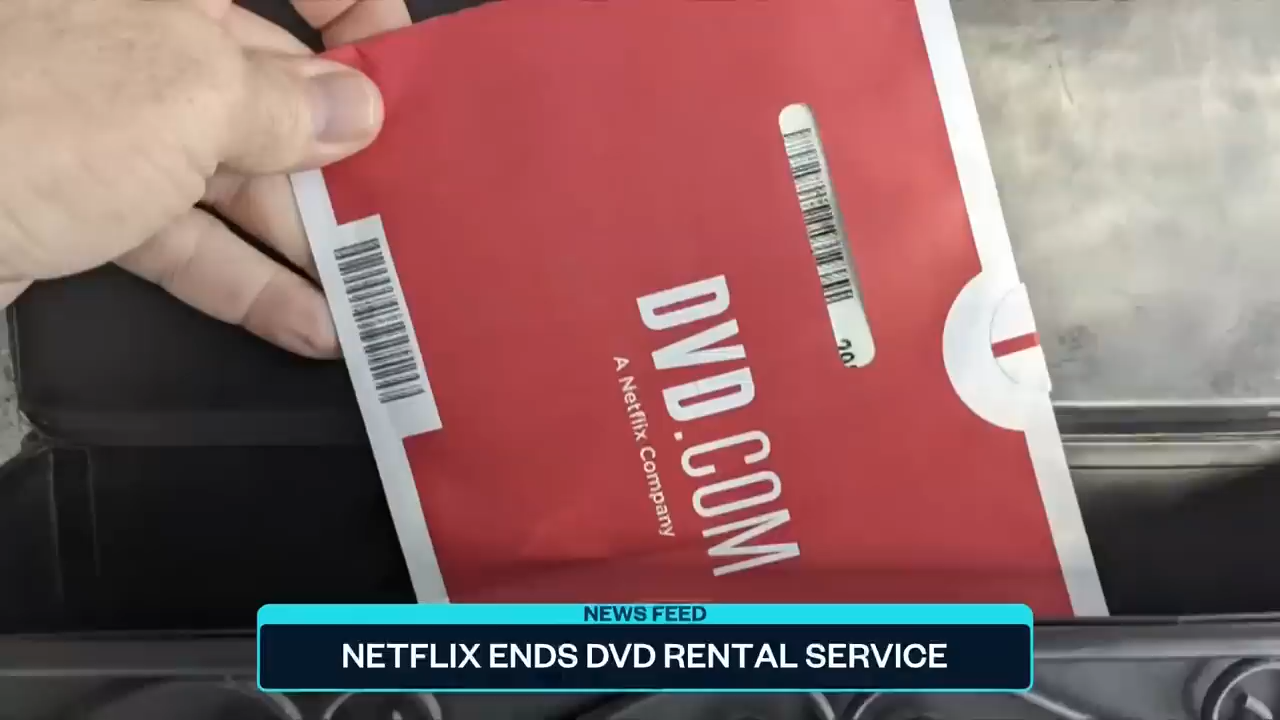 DVD.COM
A Netflix Company
NEWS FEED
NETFLIX ENDS DVD RENTAL SERVICE